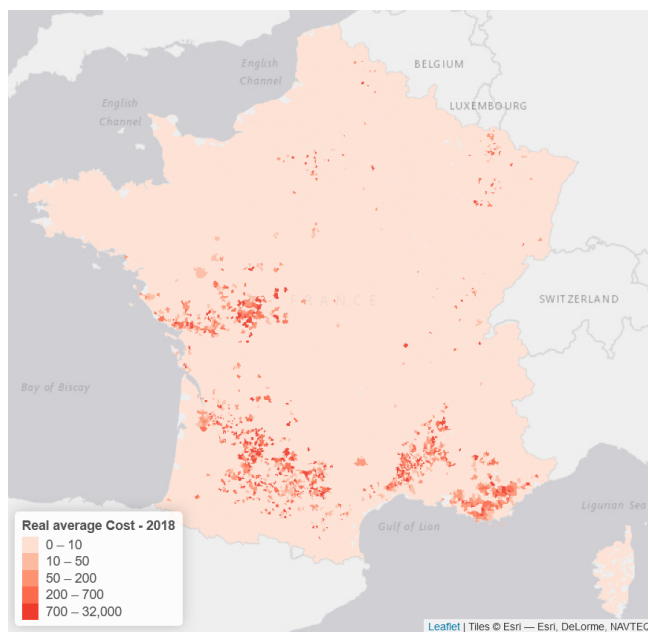 English
Channel
BELGIUM
LUXEMBOURG
English
Channel
FRANCE
SWITZERLAND
Bay of Biscay
Ligurian Sea
Gulf of Lion
Real average Cost - 2018
0 – 10
10 – 50
50 – 200
200 – 700
700 – 32,000
Leaflet | Tiles © Esri — Esri, DeLorme, NAVTEQ